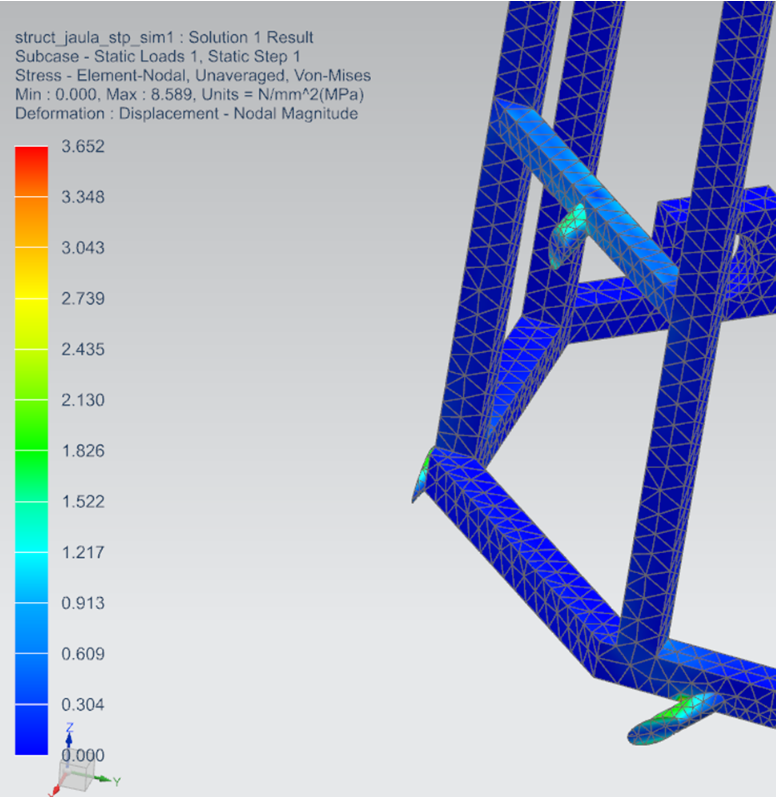 struct_jaula_stp_sim1 : Solution 1 Result
Subcase - Static Loads 1, Static Step 1
Stress - Element-Nodal, Unaveraged, Von-Mises
Min : 0.000, Max : 8.589, Units = N/mm^2(MPa)
Deformation : Displacement - Nodal Magnitude
3.652
3.348
3.043
2.739
2.435
2.130
1.826
1.522
1.217
0.913
0.609
0.304
0.000
Z
Y